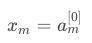 x_m = a_m^{[0]}